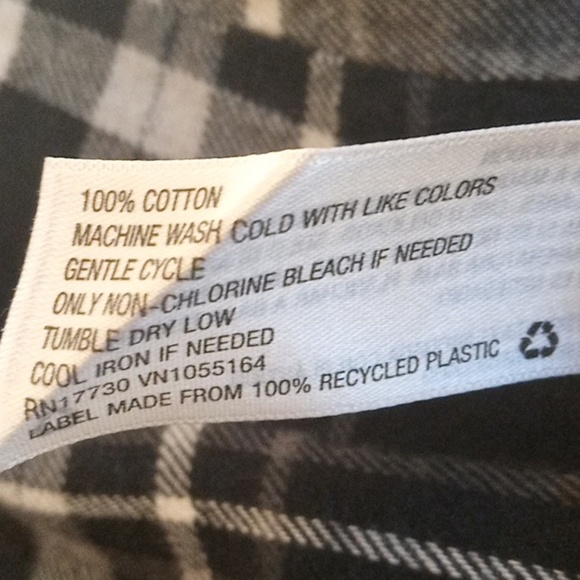 100% COTTON
MACHINE WASH COLD WITH LIKE COLORS
GENTLE CYCLE
ONLY NON-CHLORINE BLEACH IF NEEDED
TUMBLE DRY LOW
COOL IRON IF NEEDED
RN17730 VN1055164
LABEL MADE FROM 100% RECYCLED PLASTIC